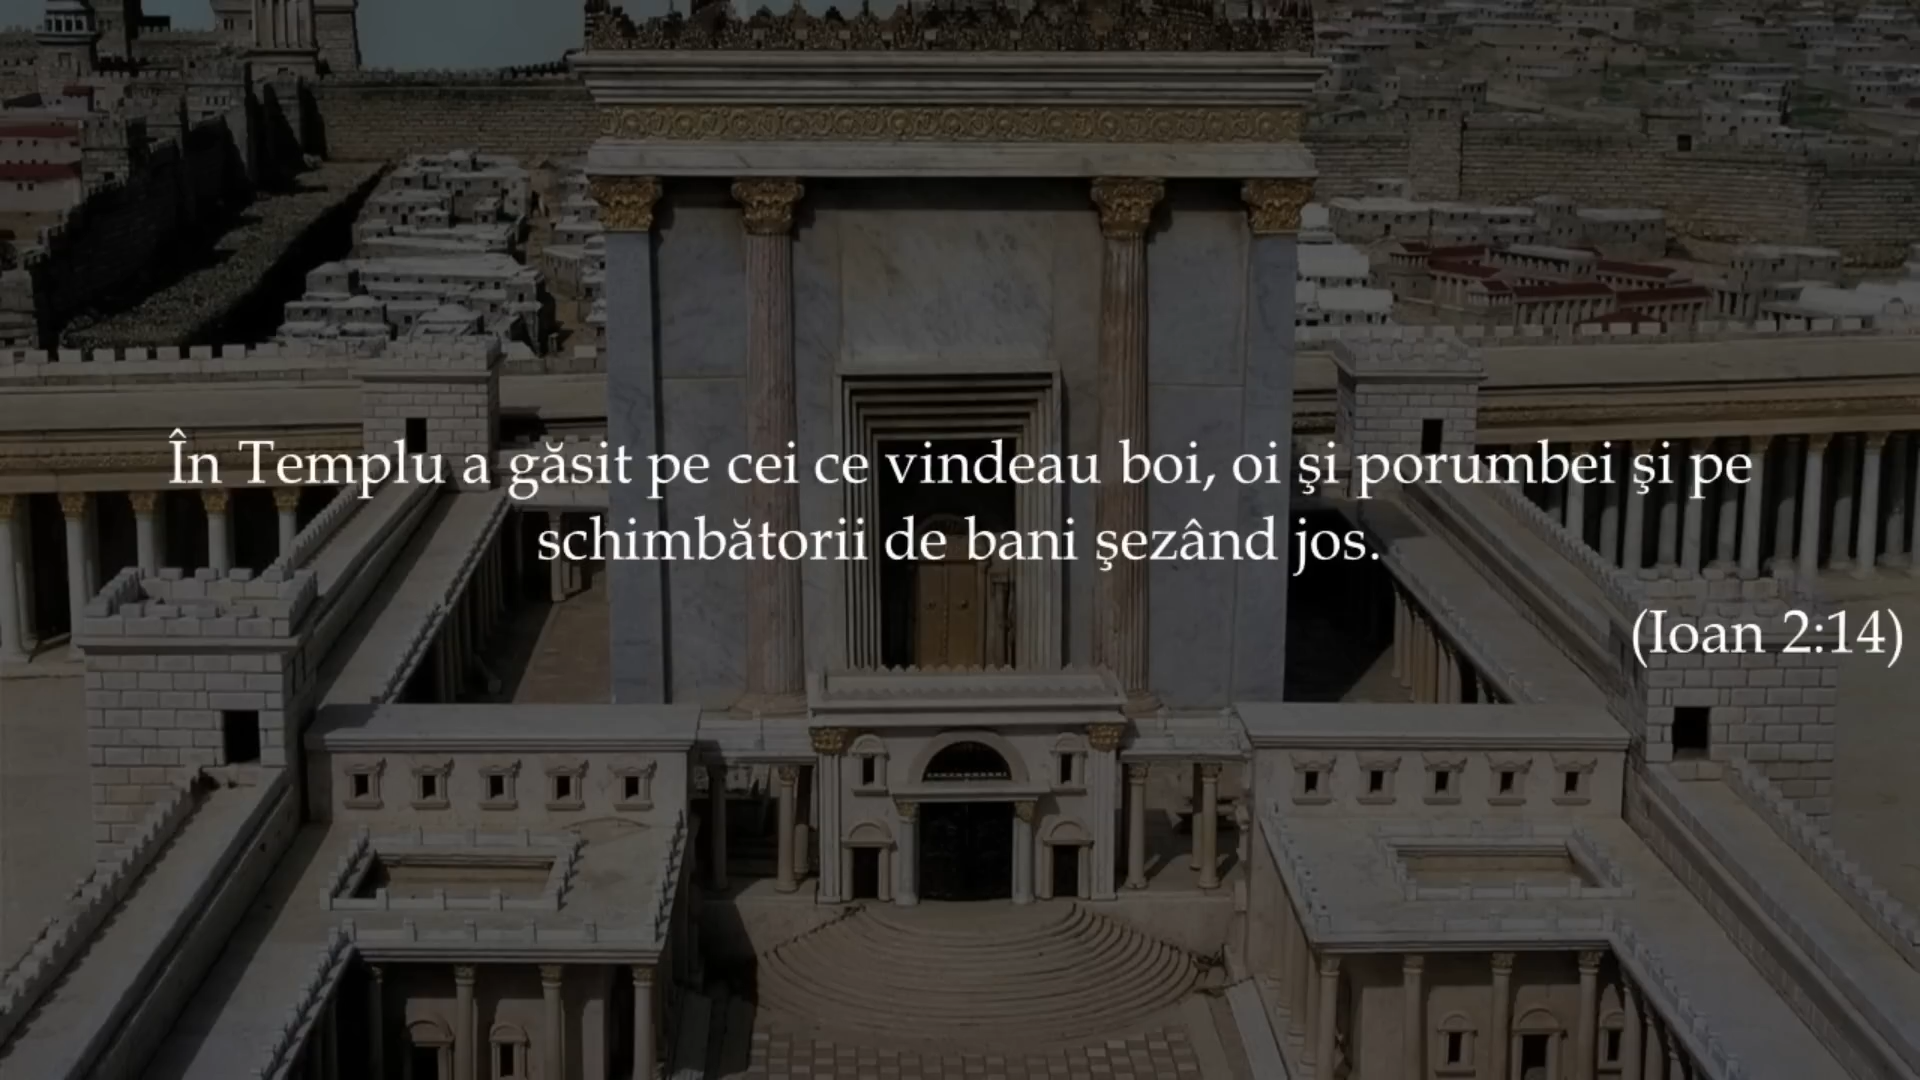 În Templu a găsit pe cei ce vindeau boi, oi şi porumbei şi pe
schimbătorii de bani şezând jos.
(Ioan 2:14)